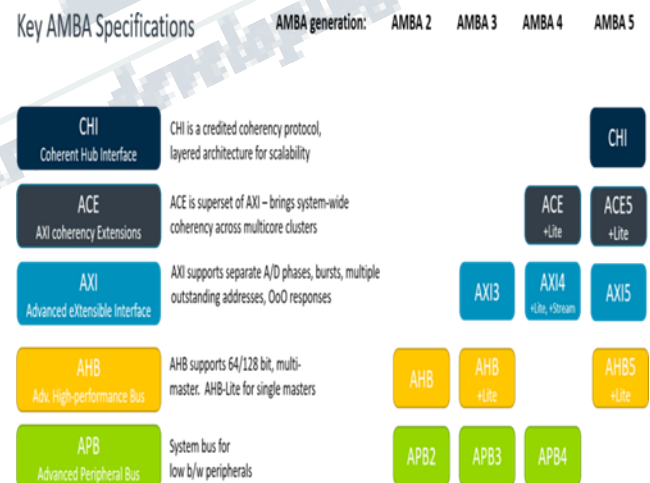 Key AMBA Specifications
AMBA generation: AMBA 2 AMBA 3 AMBA 4 AMBA 5
CHI
Coherent Hub Interface
CHI is a credited coherency protocol,
layered architecture for scalability
CHI
ACE
AXI coherency Extensions
ACE is superset of AXI – brings system-wide
coherency across multicore clusters
ACE
+Lite
ACE5
+Lite
AXI
Advanced eXtensible Interface
AXI supports separate A/D phases, bursts, multiple
outstanding addresses, OoO responses
AXI3
AXI4
+Lite, +Stream
AXI5
AHB
Adv. High-performance Bus
AHB supports 64/128 bit, multi-
master. AHB-Lite for single masters
AHB
AHB
+Lite
AHB5
+Lite
APB
Advanced Peripheral Bus
System bus for
low b/w peripherals
APB2
APB3
APB4